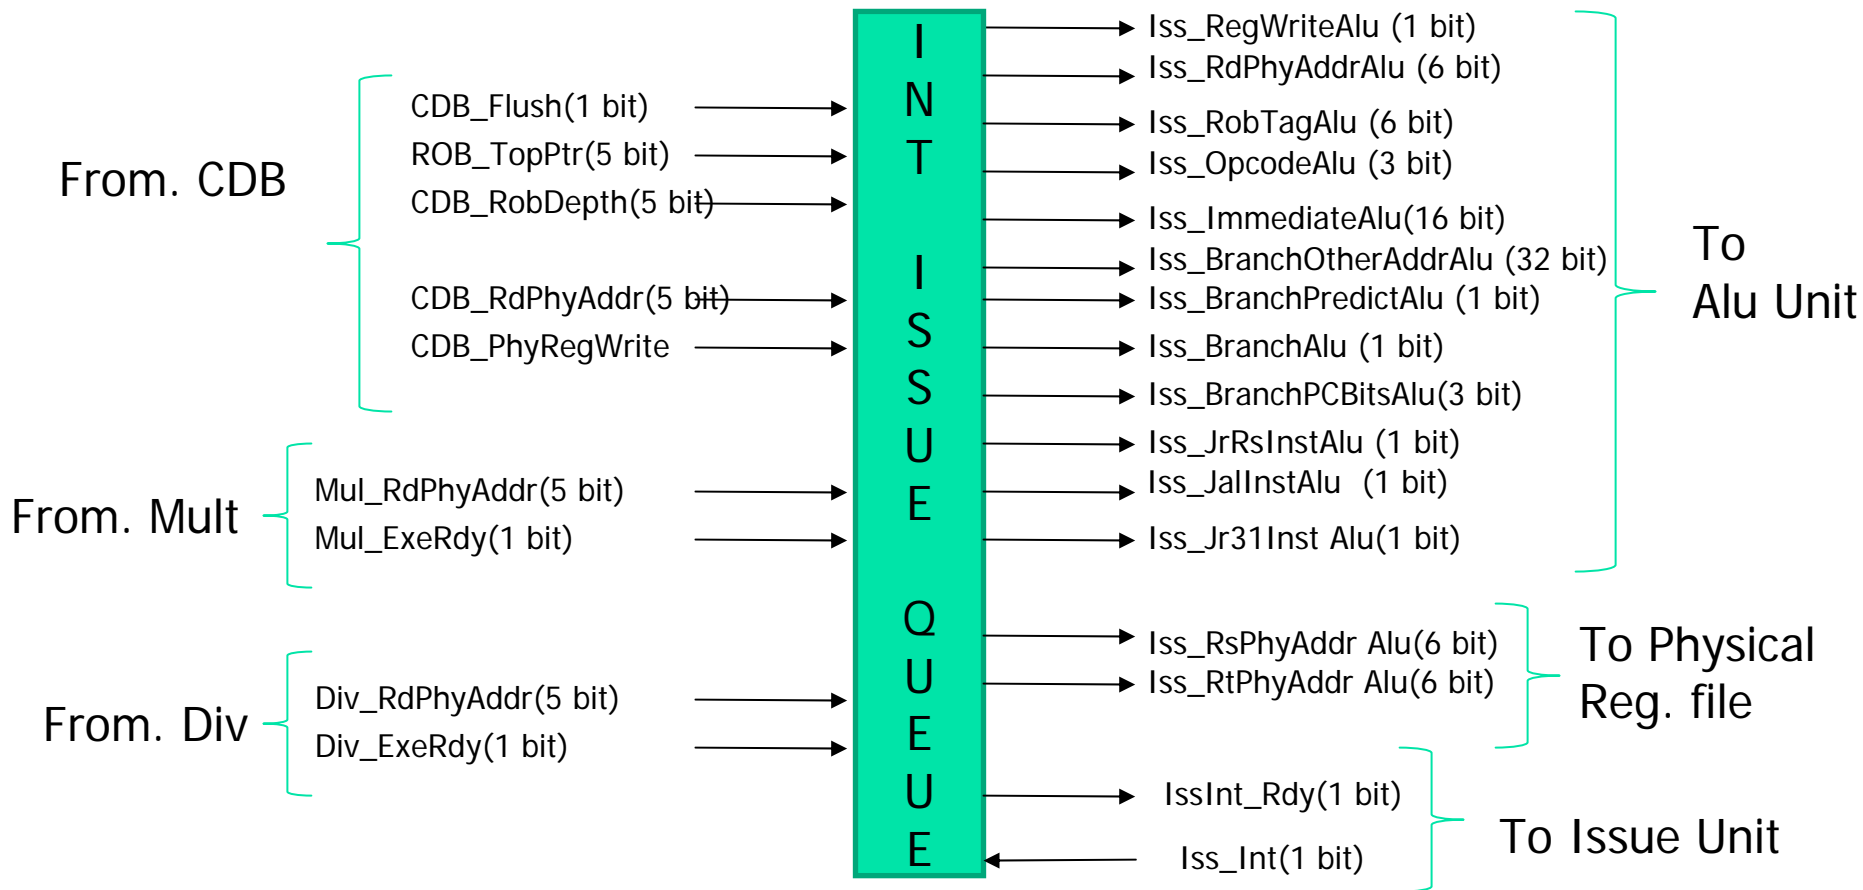 From. CDB
CDB_Flush(1 bit)
ROB_TopPtr(5 bit)
CDB_RobDepth(5 bit)
CDB_RdPhyAddr(5 bit)
CDB_PhyRegWrite
From. Mult
Mul_RdPhyAddr(5 bit)
Mul_ExeRdy(1 bit)
From. Div
Div_RdPhyAddr(5 bit)
Div_ExeRdy(1 bit)
I
N
T
I
S
S
U
E
Q
U
E
U
E
Iss_RegWriteAlu (1 bit)
Iss_RdPhyAddrAlu (6 bit)
Iss_RobTagAlu (6 bit)
Iss_OpcodeAlu (3 bit)
Iss_ImmediateAlu(16 bit)
Iss_BranchOtherAddrAlu (32 bit)
Iss_BranchPredictAlu (1 bit)
Iss_BranchAlu (1 bit)
Iss_BranchPCBitsAlu(3 bit)
Iss_JrRsInstAlu (1 bit)
Iss_JalInstAlu (1 bit)
Iss_Jr31Inst Alu(1 bit)
To
Alu Unit
Iss_RsPhyAddr Alu(6 bit)
Iss_RtPhyAddr Alu(6 bit)
To Physical
Reg. file
IssInt_Rdy(1 bit)
Iss_Int(1 bit)
To Issue Unit